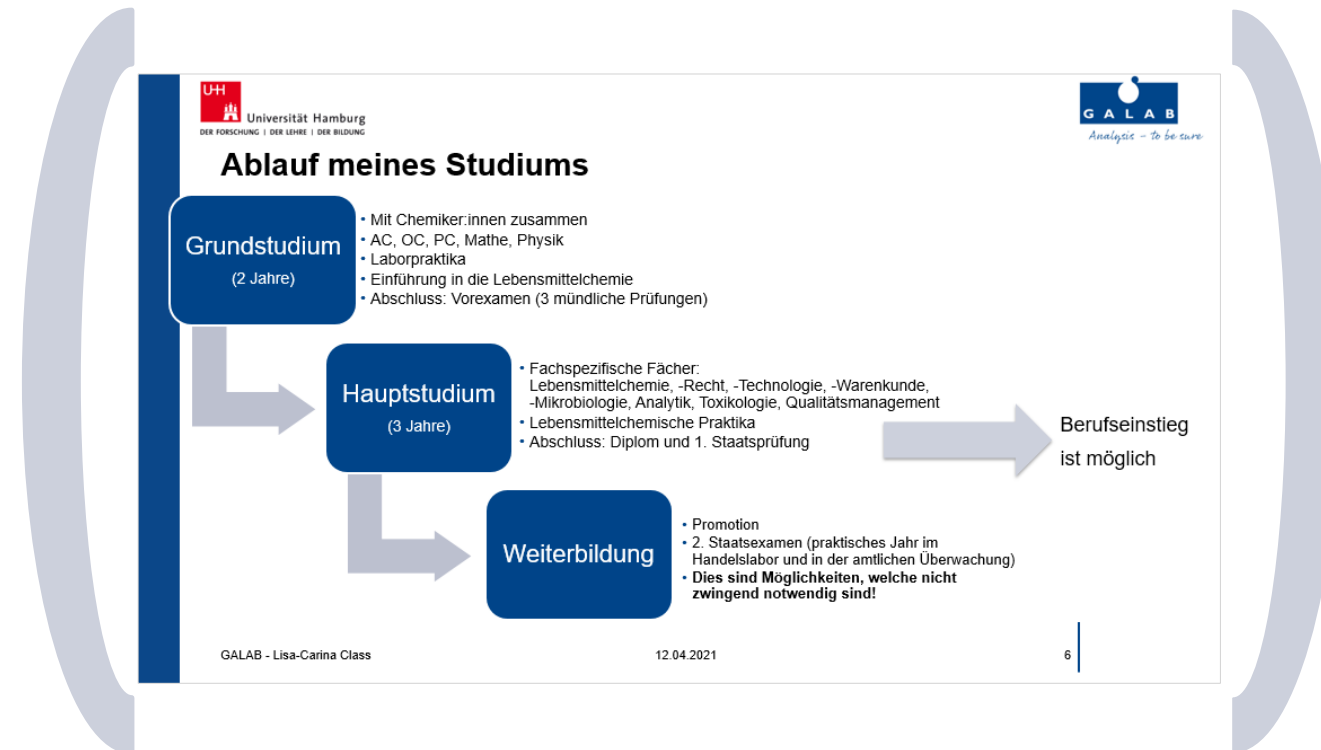 UHH
Universität Hamburg
DER FORSCHUNG | DER LEHRE | DER BILDUNG
GALAB
Analysis - to be sure
Ablauf meines Studiums
Grundstudium
(2 Jahre)
• Mit Chemiker:innen zusammen
• AC, OC, PC, Mathe, Physik
• Laborpraktika
• Einführung in die Lebensmittelchemie
• Abschluss: Vorexamen (3 mündliche Prüfungen)
Hauptstudium
(3 Jahre)
• Fachspezifische Fächer:
Lebensmittelchemie, -Recht, -Technologie, -Warenkunde,
-Mikrobiologie, Analytik, Toxikologie, Qualitätsmanagement
• Lebensmittelchemische Praktika
• Abschluss: Diplom und 1. Staatsprüfung
Berufseinstieg
ist möglich
Weiterbildung
• Promotion
• 2. Staatsexamen (praktisches Jahr im
Handelslabor und in der amtlichen Überwachung)
• Dies sind Möglichkeiten, welche nicht
zwingend notwendig sind!
GALAB - Lisa-Carina Class
12.04.2021
6